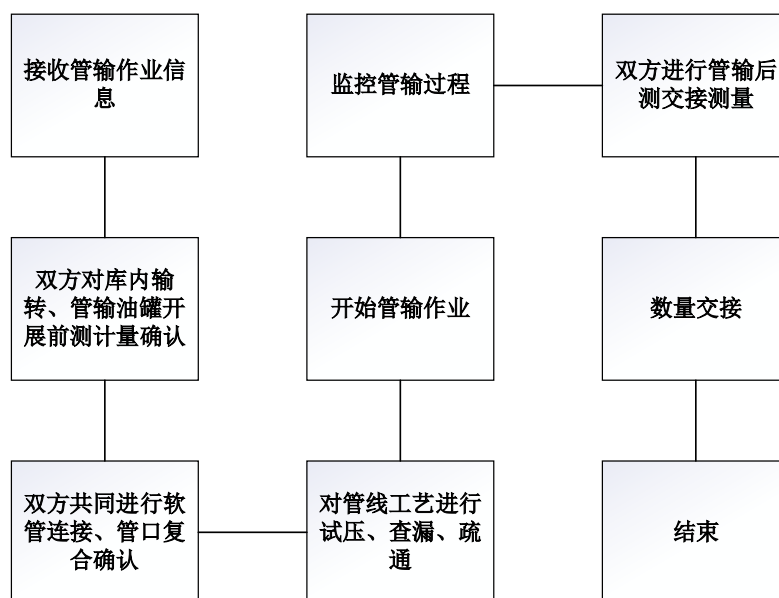 接收管输作业信
息
双方对库内输
转、管输油罐开
展前测计量确认
双方共同进行软
管连接、管口复
合确认
对管线工艺进行
试压、查漏、疏
通
开始管输作业
监控管输过程
双方进行管输后
测交接测量
数量交接
结束